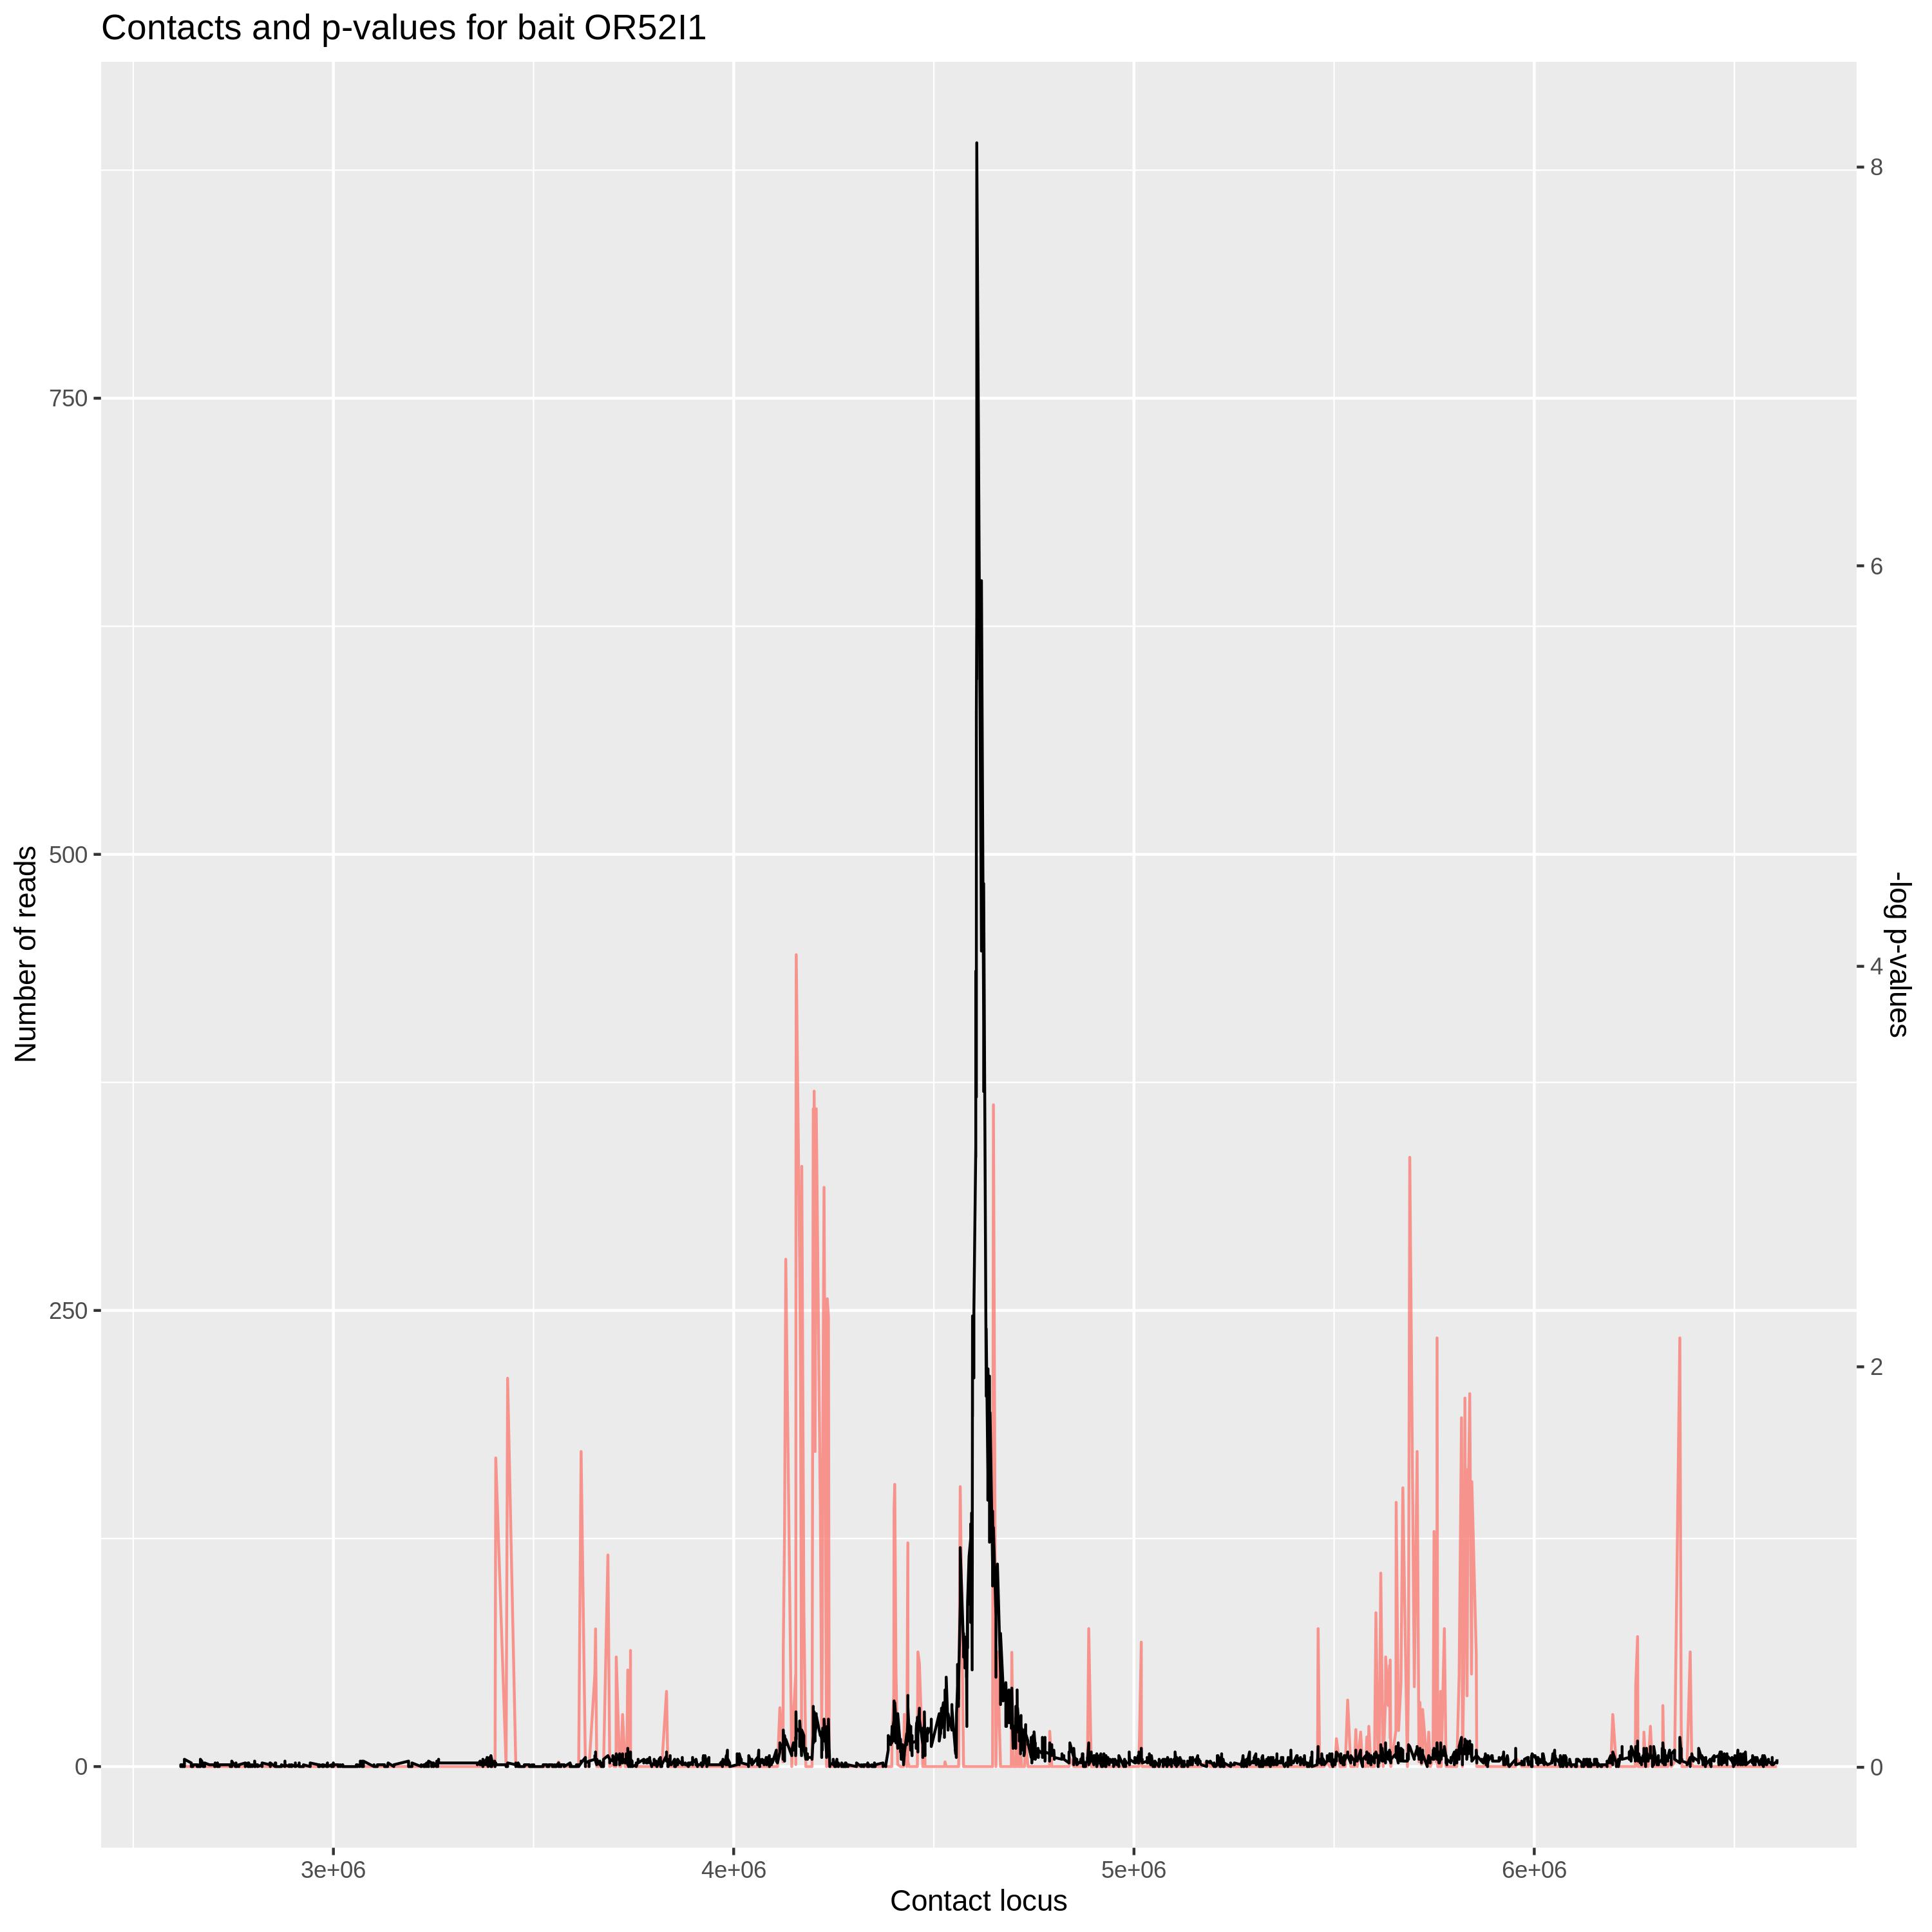 Contacts and p-values for bait OR52I1
750
500
250
0
8
6
4
2
0
Number of reads
-log p-values
3e+06
4e+06
5e+06
6e+06
Contact locus